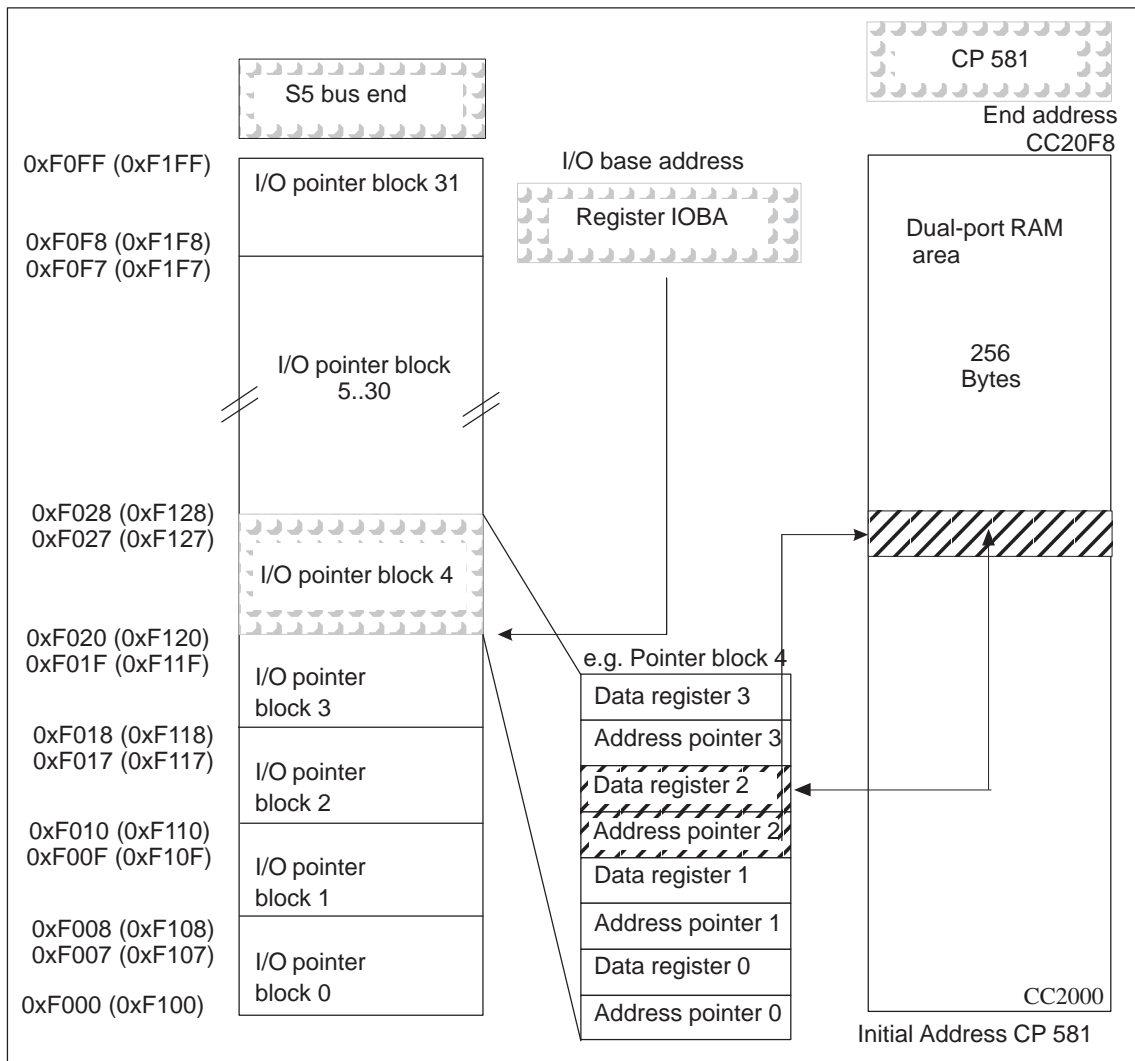 CP 581
S5 bus end
End address
CC20F8
0xF0FF (0xF1FF)
I/O pointer block 31
I/O base address
Register IOBA
Dual-port RAM
area
0xF0F8 (0xF1F8)
0xF0F7 (0xF1F7)
I/O pointer block
5..30
256
Bytes
0xF028 (0xF128)
0xF027 (0xF127)
I/O pointer block 4
0xF020 (0xF120)
0xF01F (0xF11F)
I/O pointer
block 3
0xF018 (0xF118)
0xF017 (0xF117)
I/O pointer
block 2
0xF010 (0xF110)
0xF00F (0xF10F)
I/O pointer
block 1
0xF008 (0xF108)
0xF007 (0xF107)
I/O pointer
block 0
0xF000 (0xF100)
e.g. Pointer block 4
Data register 3
Address pointer 3
Data register 2
Address pointer 2
Data register 1
Address pointer 1
Data register 0
Address pointer 0
CC2000
Initial Address CP 581